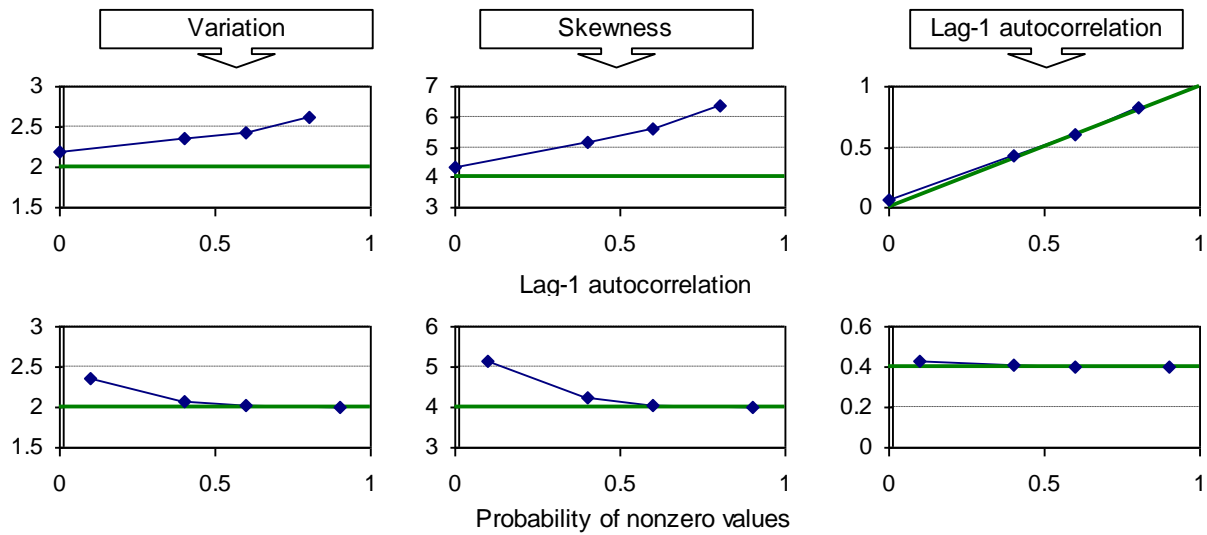 Variation Skewness Lag-1 autocorrelation
3 7 1
2.5 6
5 0.5
2 4
1.5 3 0
0 0.5 1 0 0.5 1 0 0.5 1
Lag-1 autocorrelation
3 6 0.6
2.5 5 0.4
2 4 0.2
1.5 3 0
0 0.5 1 0 0.5 1 0 0.5 1
Probability of nonzero values